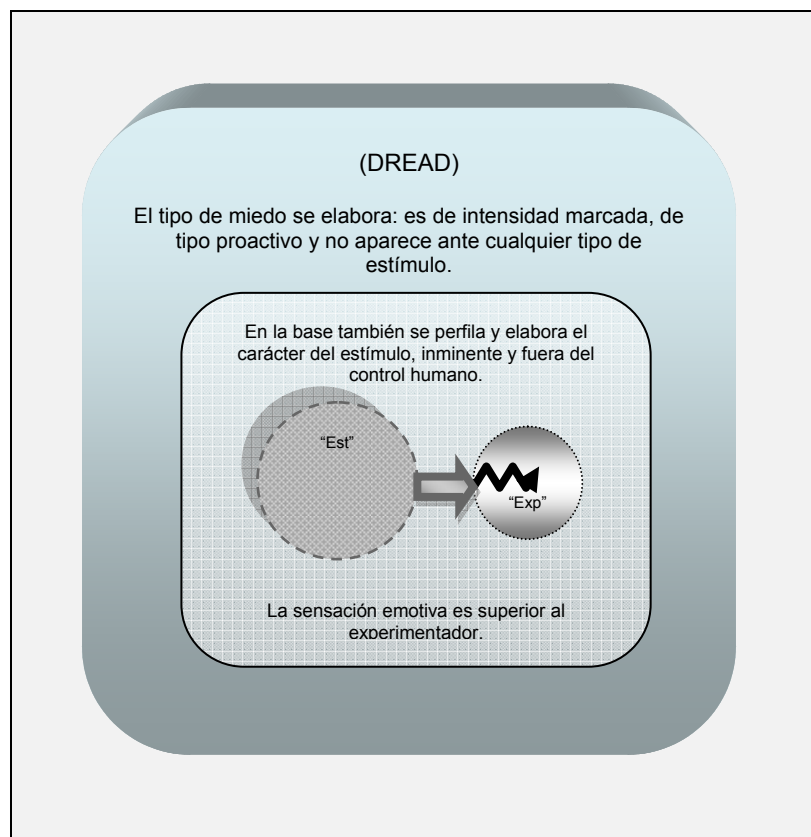 (DREAD)
El tipo de miedo se elabora: es de intensidad marcada, de
tipo proactivo y no aparece ante cualquier tipo de
estímulo.
En la base también se perfila y elabora el
carácter del estímulo, inminente y fuera del
control humano.
“Est”
“Exp”
La sensación emotiva es superior al
experimentador.